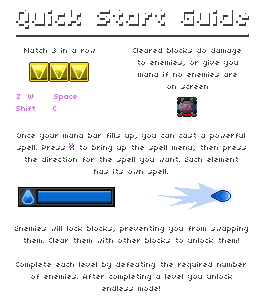 Quick Start Guide
Match 3 in a row
Cleared blocks do damage
to enemies, or give you
mana if no enemies are
on screen
Z W Space
Shift C
Once your mana bar fills up, you can cast a powerful
spell. Press X to bring up the spell menu, then press
the direction for the spell you want. Each element
has its own spell.
Enemies will lock blocks, preventing you from swapping
them. Clear them with other blocks to unlock them!
Complete each level by defeating the required number
of enemies. After completing a level you unlock
endless mode!